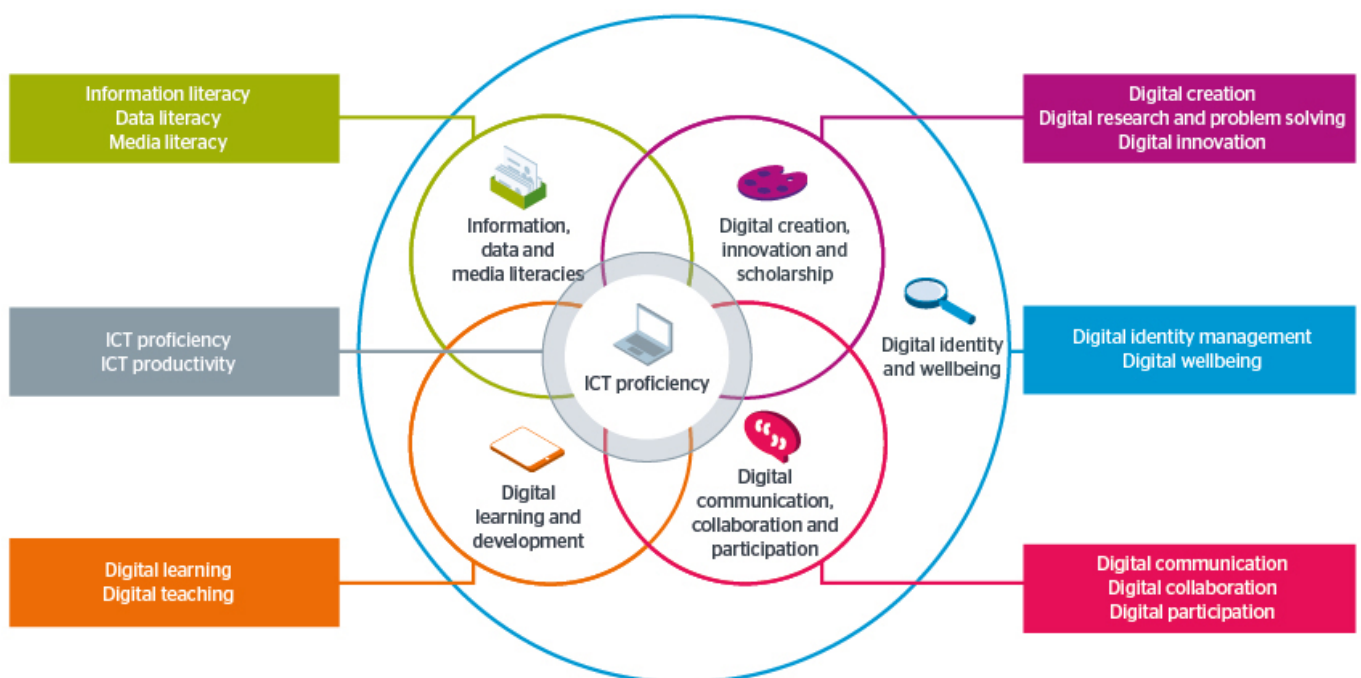 Information literacy
Data literacy
Media literacy
Digital creation
Digital research and problem solving
Digital innovation
Information,
data and
media literacies
Digital creation,
innovation and
scholarship
ICT proficiency
ICT productivity
ICT proficiency
Digital identity
and wellbeing
Digital identity management
Digital wellbeing
Digital
learning and
development
Digital
communication,
collaboration and
participation
Digital learning
Digital teaching
Digital communication
Digital collaboration
Digital participation